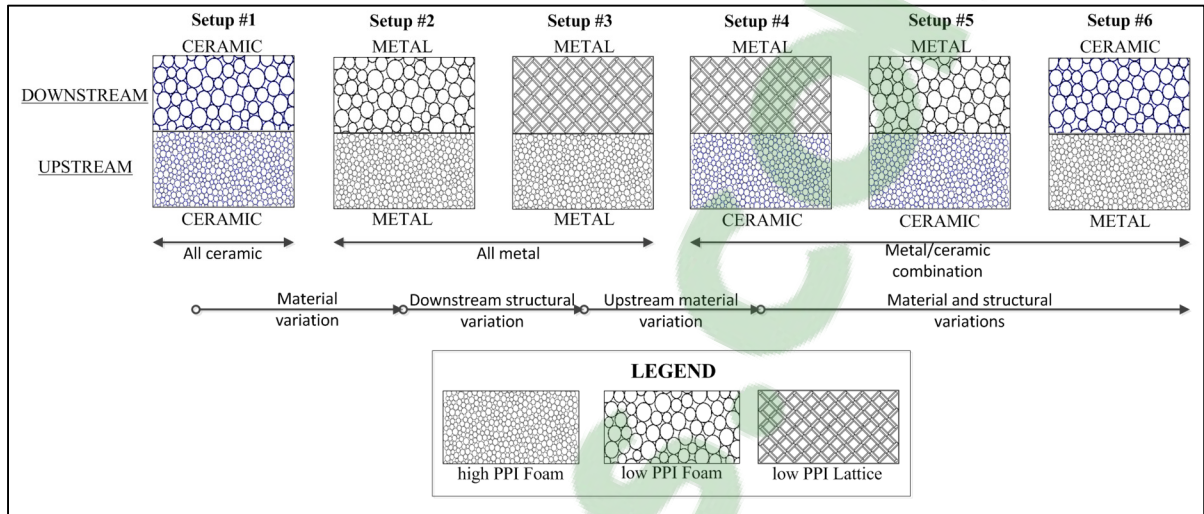 Setup #1 Setup #2 Setup #3 Setup #4 Setup #5 Setup #6
CERAMIC METAL METAL METAL METAL CERAMIC
DOWNSTREAM
UPSTREAM
CERAMIC METAL METAL CERAMIC CERAMIC METAL
All ceramic All metal Metal/ceramic
combination
Material Downstream structural Upstream material Material and structural
variation variation variation variations
LEGEND
high PPI Foam low PPI Foam low PPI Lattice